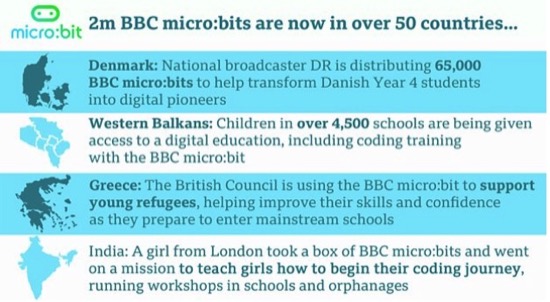 micro:bit
2m BBC micro:bits are now in over 50 countries...
Denmark: National broadcaster DR is distributing 65,000
BBC micro:bits to help transform Danish Year 4 students
into digital pioneers
Western Balkans: Children in over 4,500 schools are being given
access to a digital education, including coding training
with the BBC micro:bit
Greece: The British Council is using the BBC micro:bit to support
young refugees, helping improve their skills and confidence
as they prepare to enter mainstream schools
India: A girl from London took a box of BBC micro:bits and went
on a mission to teach girls how to begin their coding journey,
running workshops in schools and orphanages